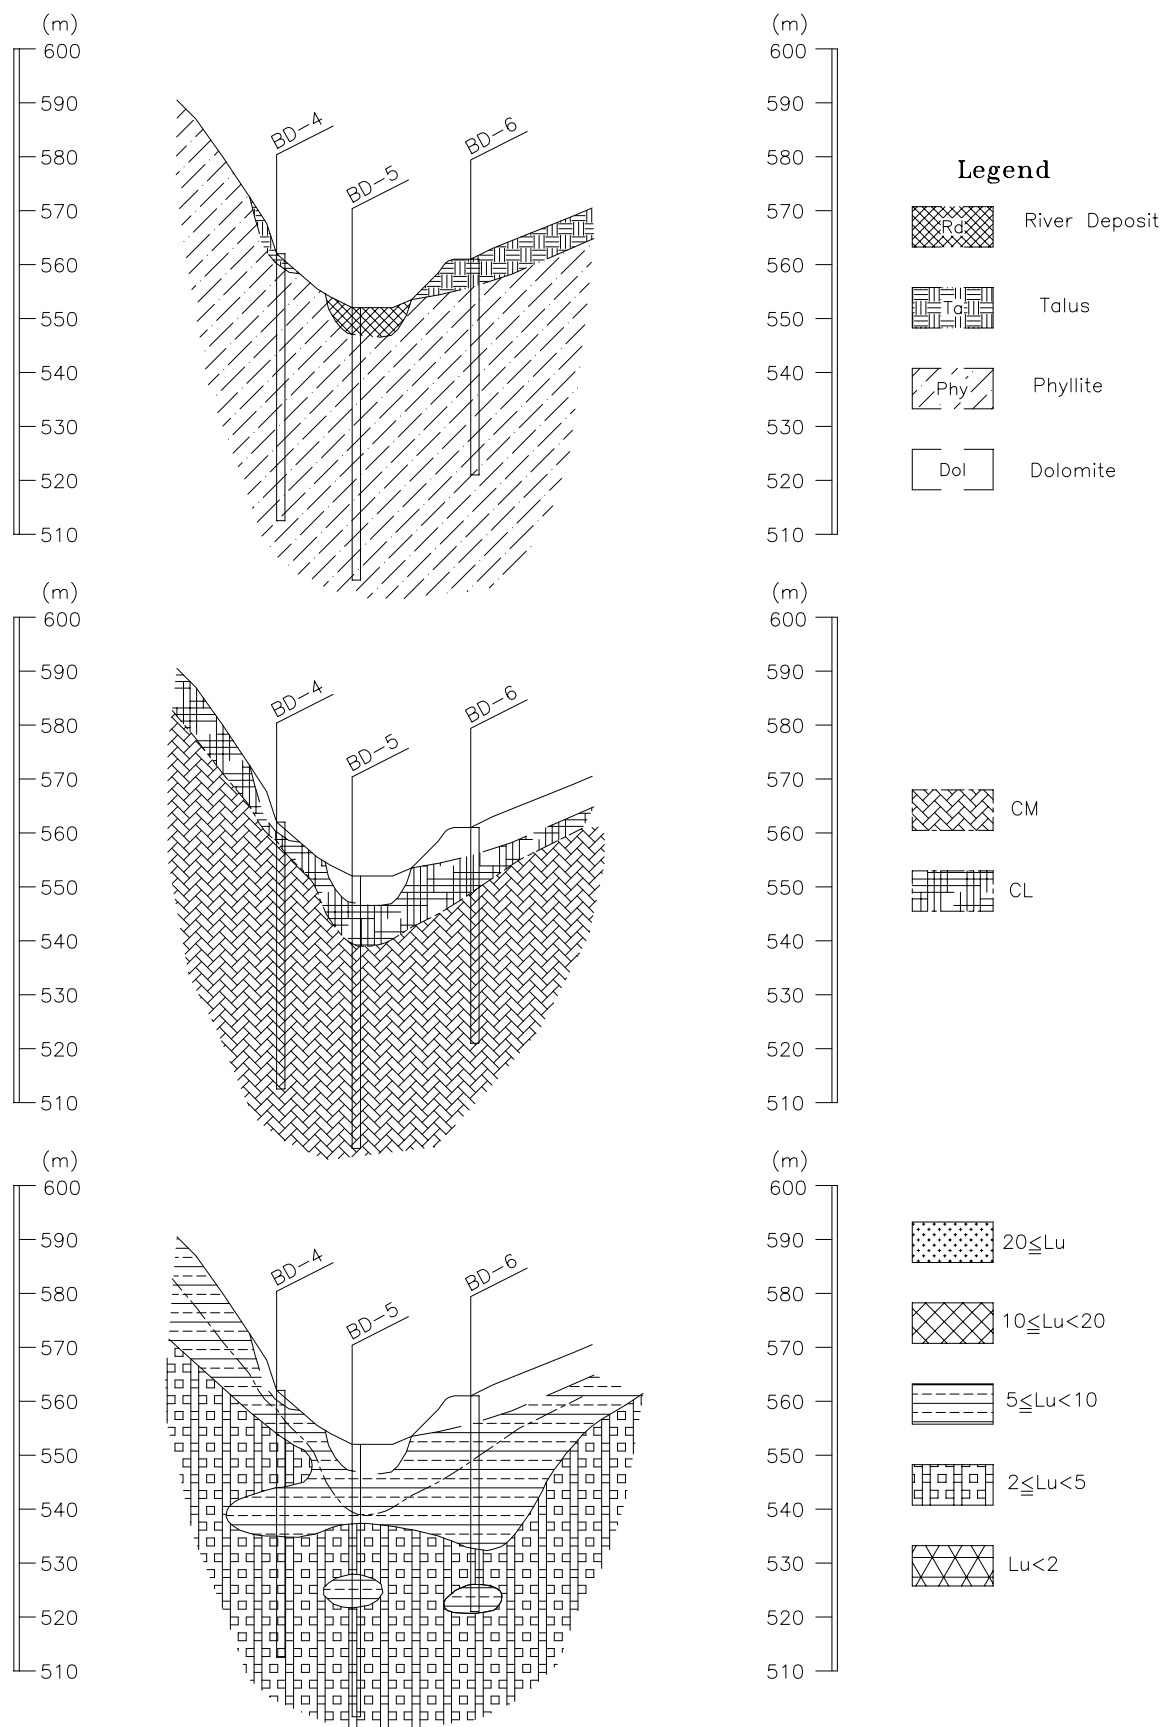 (m)
(m)
600
600
590
590
BD-4
BD-6
580
580
BD-5
Legend
570
570
Rd
River Deposit
560
560
Ta
Talus
550
550
540
540
Phy
Phyllite
530
530
520
520
Dol
Dolomite
510
510
(m)
(m)
600
600
590
590
BD-4
BD-6
580
580
BD-5
570
570
CM
560
560
550
550
CL
540
540
530
530
520
520
510
510
(m)
(m)
600
600
590
590
20≦Lu
BD-4
BD-6
580
580
BD-5
10≦Lu<20
570
570
560
560
5≦Lu<10
550
550
2≦Lu<5
540
540
530
530
Lu<2
520
520
510
510